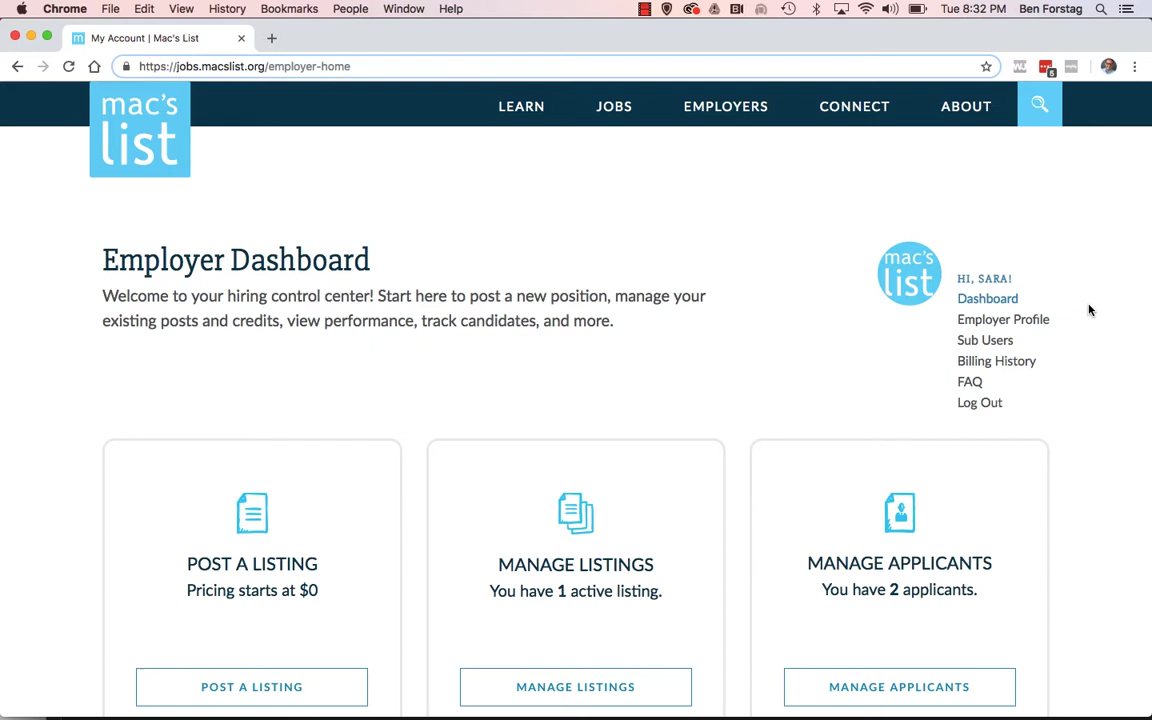 Chrome File Edit View History Bookmarks People Window Help Tue 8:32 PM Ben Forstag
My Account | Mac's List
https://jobs.macslist.org/employer-home
5
mac's
list
LEARN JOBS EMPLOYERS CONNECT ABOUT
Employer Dashboard
Welcome to your hiring control center! Start here to post a new position, manage your
existing posts and credits, view performance, track candidates, and more.
mac's
list
HI, SARA!
Dashboard
Employer Profile
Sub Users
Billing History
FAQ
Log Out
POST A LISTING
Pricing starts at $0
POST A LISTING
MANAGE LISTINGS
You have 1 active listing.
MANAGE LISTINGS
MANAGE APPLICANTS
You have 2 applicants.
MANAGE APPLICANTS